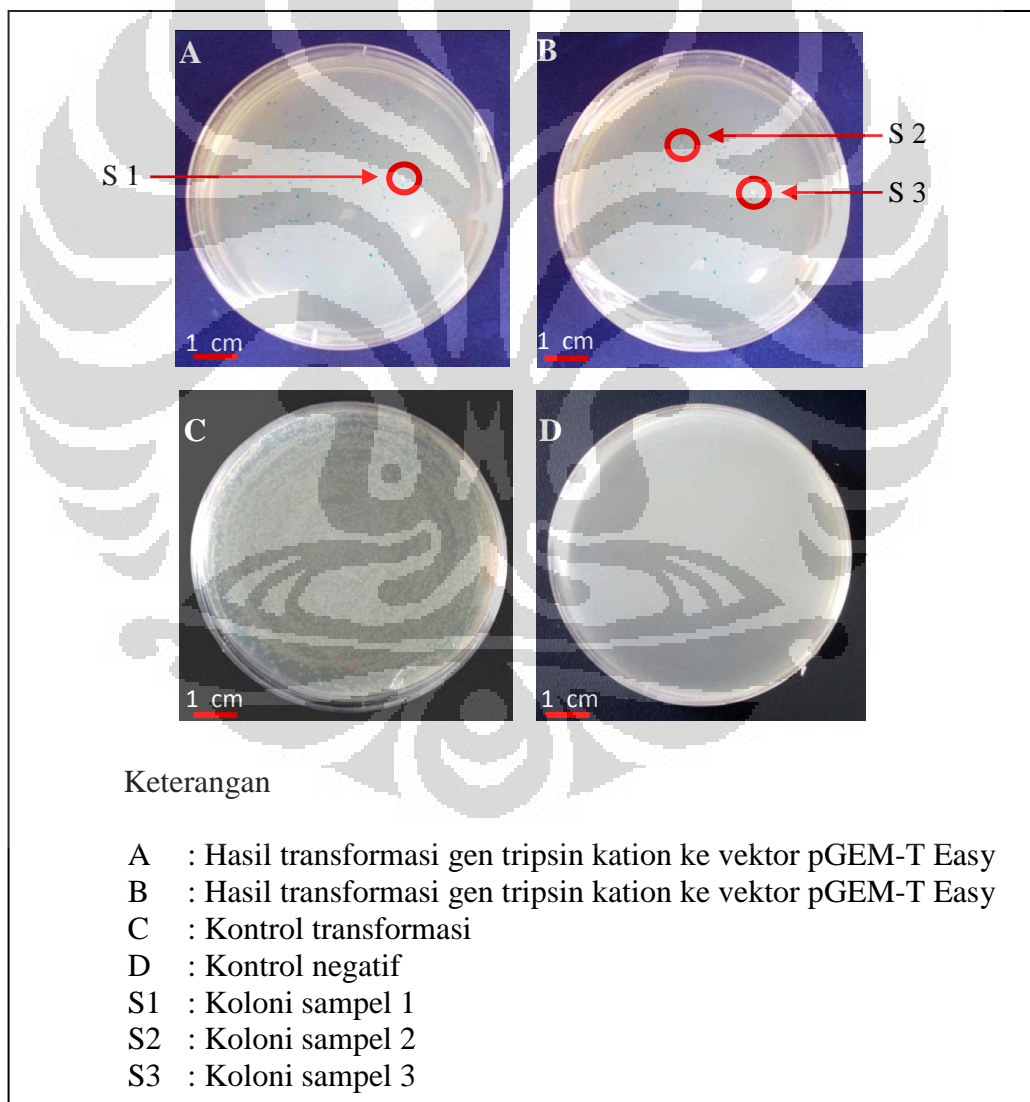 A
B
S 1
S 2
S 3
1 cm
1 cm
C
D
1 cm
1 cm
Keterangan
A : Hasil transformasi gen tripsin kation ke vektor pGEM-T Easy
B : Hasil transformasi gen tripsin kation ke vektor pGEM-T Easy
C : Kontrol transformasi
D : Kontrol negatif
S1 : Koloni sampel 1
S2 : Koloni sampel 2
S3 : Koloni sampel 3